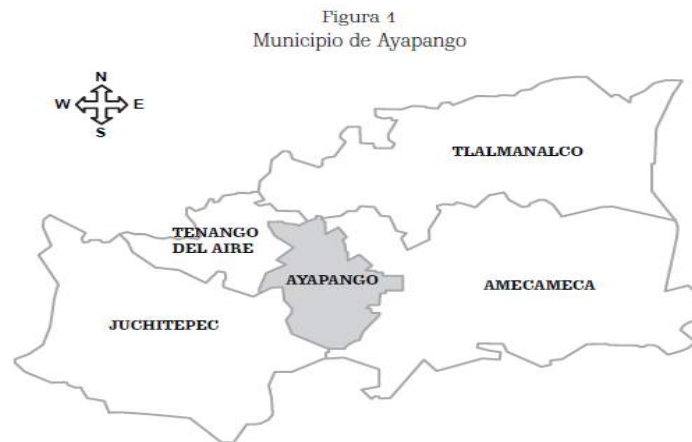 Figura 1
Municipio de Ayapango
N
W E
S
TLALMANALCO
TENANGO
DEL AIRE
AYAPANGO
AMECAMECA
JUCHITEPEC